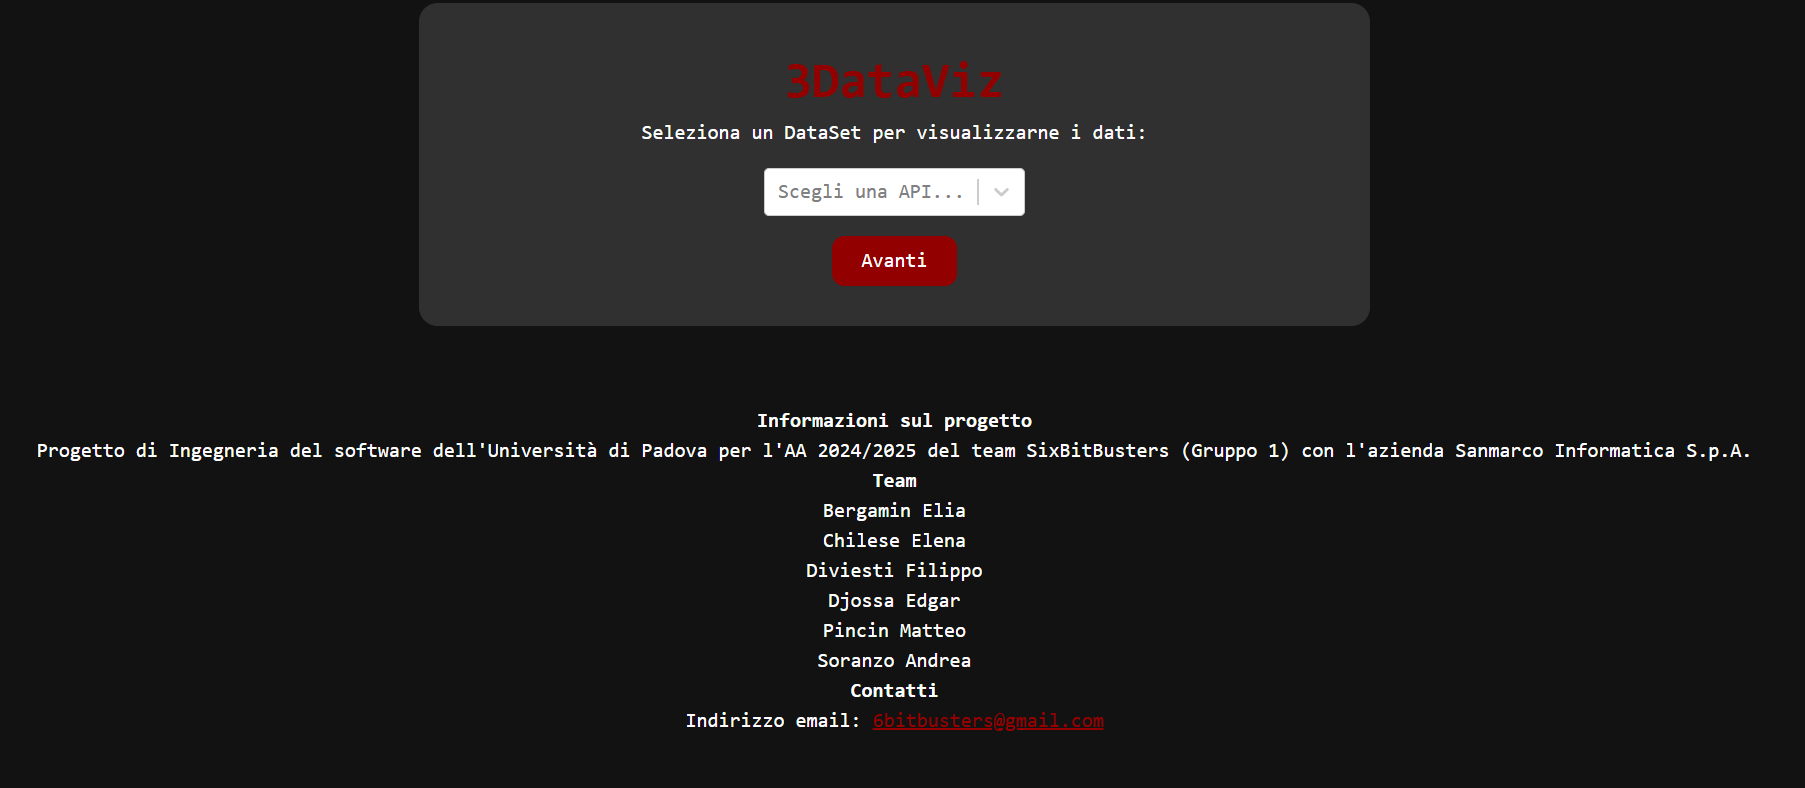 3DataViz
Seleziona un DataSet per visualizzarne i dati:
Scegli una API...
Avanti
Informazioni sul progetto
Progetto di Ingegneria del software dell'Università di Padova per l'AA 2024/2025 del team SixBitBusters (Gruppo 1) con l'azienda Sanmarco Informatica S.p.A.
Team
Bergamin Elia
Chilese Elena
Diviesti Filippo
Djossa Edgar
Pincin Matteo
Soranzo Andrea
Contatti
Indirizzo email: 6bitbusters@gmail.com